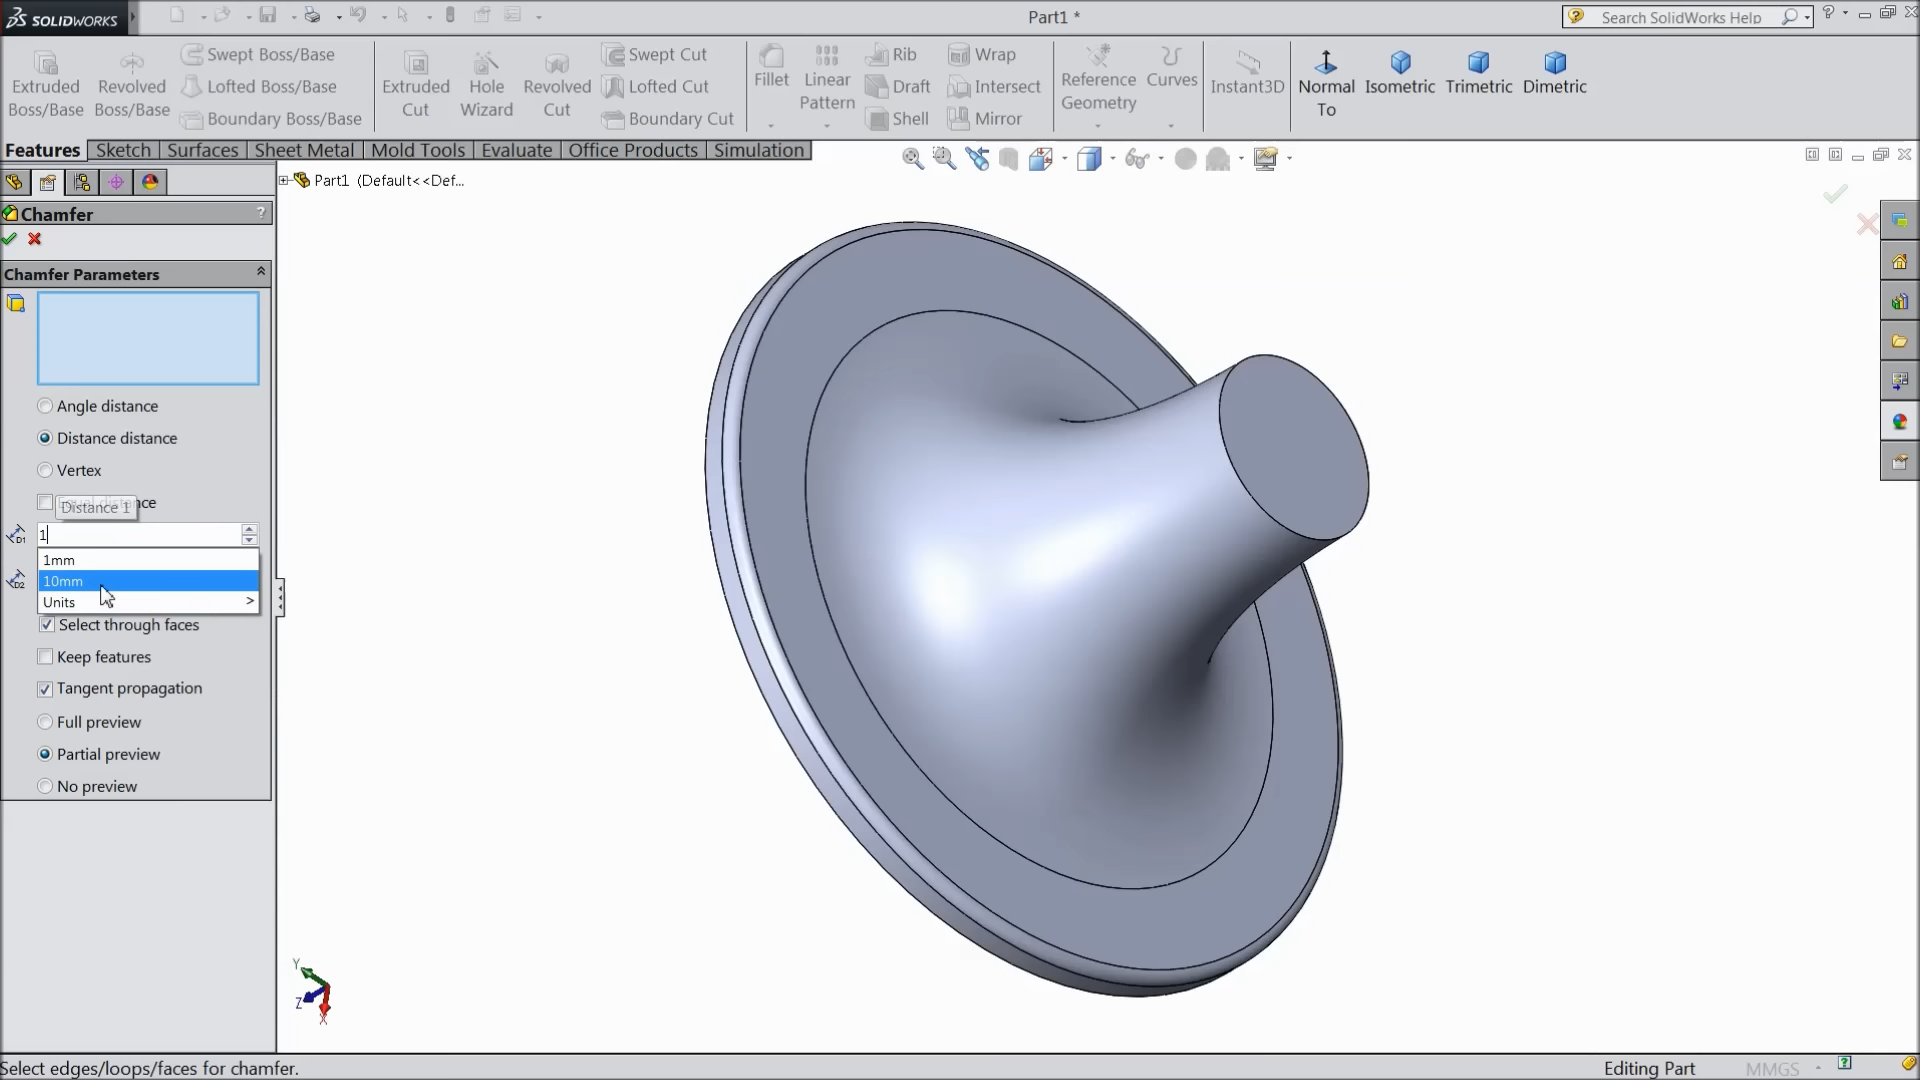 SOLIDWORKS
Part1 *
Search SolidWorks Help
Extruded Boss/Base
Revolved Boss/Base
Swept Boss/Base
Lofted Boss/Base
Boundary Boss/Base
Extruded Cut
Hole Wizard
Revolved Cut
Swept Cut
Lofted Cut
Boundary Cut
Fillet
Linear Pattern
Rib
Draft
Shell
Wrap
Intersect
Mirror
Reference Geometry
Curves
Instant3D
Normal To
Isometric
Trimetric
Dimetric
Features Sketch Surfaces Sheet Metal Mold Tools Evaluate Office Products Simulation
Part1 (Default<<Def...
Chamfer ?
Chamfer Parameters
Angle distance
Distance distance
Vertex
Equal distance
Distance 1
D1 1
1mm
D2 10mm
Units >
Select through faces
Keep features
Tangent propagation
Full preview
Partial preview
No preview
Y
Z
X
Select edges/loops/faces for chamfer.
Editing Part
MMGS